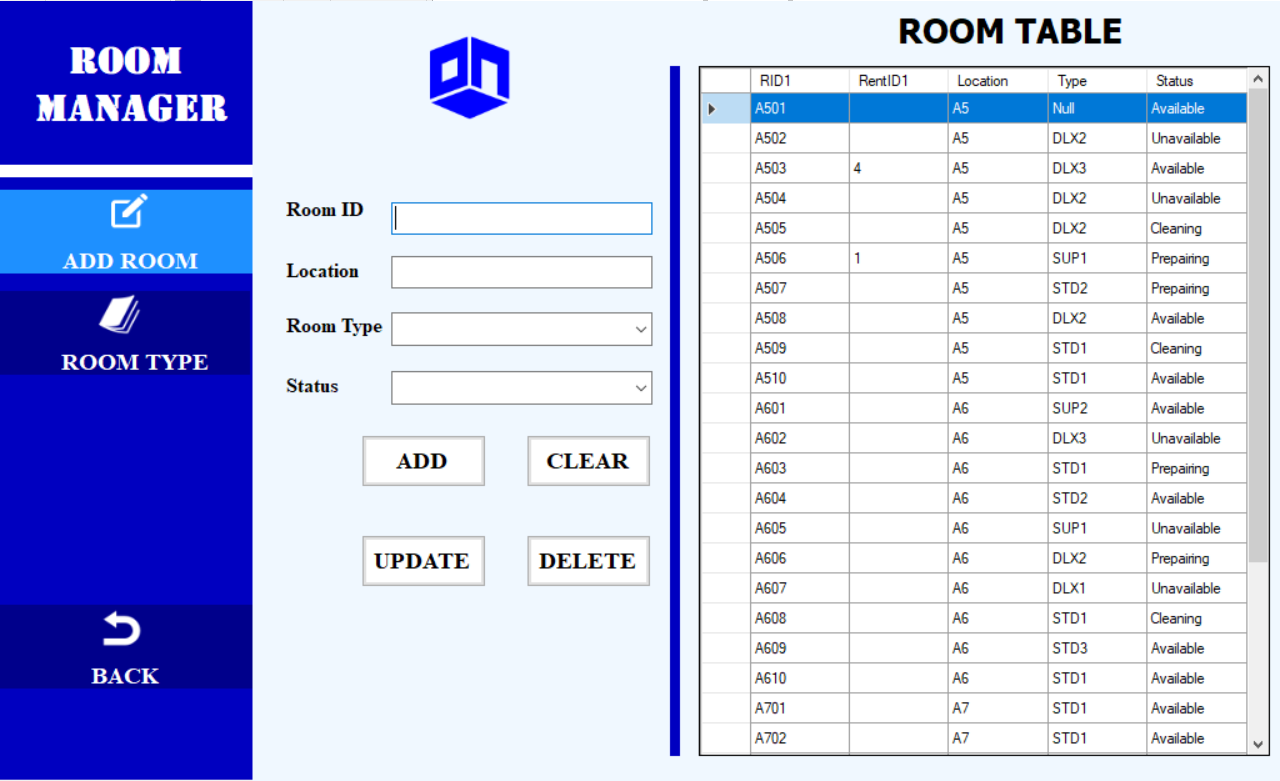 ROOM
MANAGER
ADD ROOM
ROOM TYPE
BACK
Room ID
Location
Room Type
Status
ADD CLEAR
UPDATE DELETE
ROOM TABLE
RID1 RentID1 Location Type Status
A501 A5 Null Available
A502 A5 DLX2 Unavailable
A503 4 A5 DLX3 Available
A504 A5 DLX2 Unavailable
A505 A5 DLX2 Cleaning
A506 1 A5 SUP1 Prepairing
A507 A5 STD2 Prepairing
A508 A5 DLX2 Available
A509 A5 STD1 Cleaning
A510 A5 STD1 Available
A601 A6 SUP2 Available
A602 A6 DLX3 Unavailable
A603 A6 STD1 Prepairing
A604 A6 STD2 Available
A605 A6 SUP1 Unavailable
A606 A6 DLX2 Prepairing
A607 A6 DLX1 Unavailable
A608 A6 STD1 Cleaning
A609 A6 STD3 Available
A610 A6 STD1 Available
A701 A7 STD1 Available
A702 A7 STD1 Available